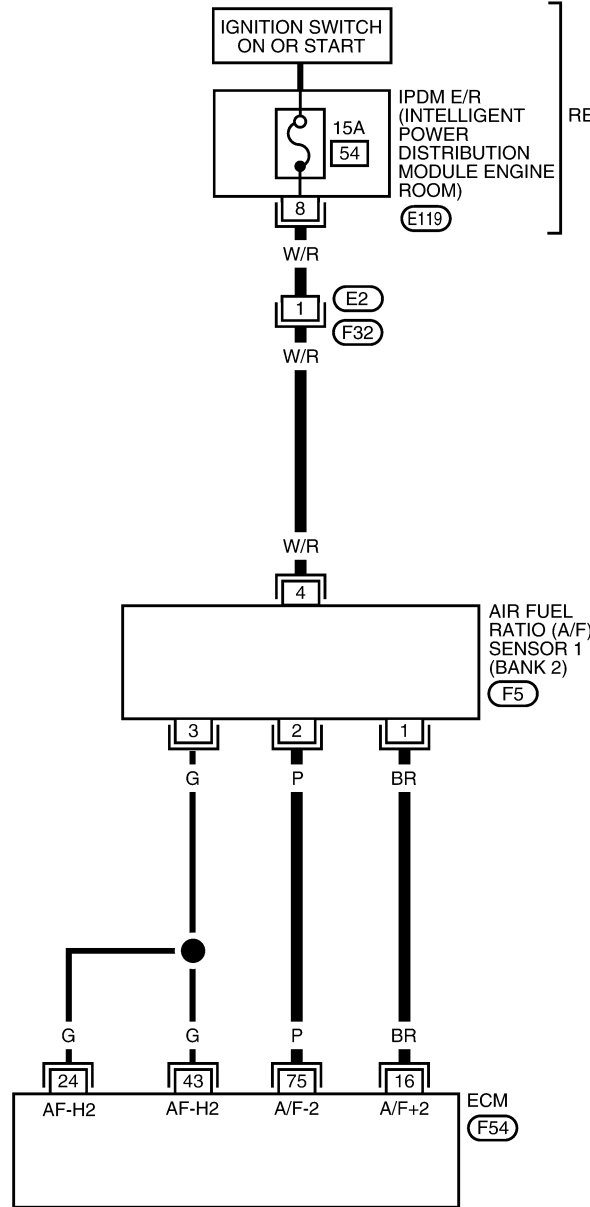 IGNITION SWITCH
ON OR START
IPDM E/R
(INTELLIGENT
POWER
DISTRIBUTION
MODULE ENGINE
ROOM)
RE
15A
54
8
E119
W/R
1
E2
F32
W/R
W/R
4
AIR FUEL
RATIO (A/F)
SENSOR 1
(BANK 2)
F5
3
2
1
G
P
BR
G
G
P
BR
24
43
75
16
AF-H2
AF-H2
A/F-2
A/F+2
ECM
F54